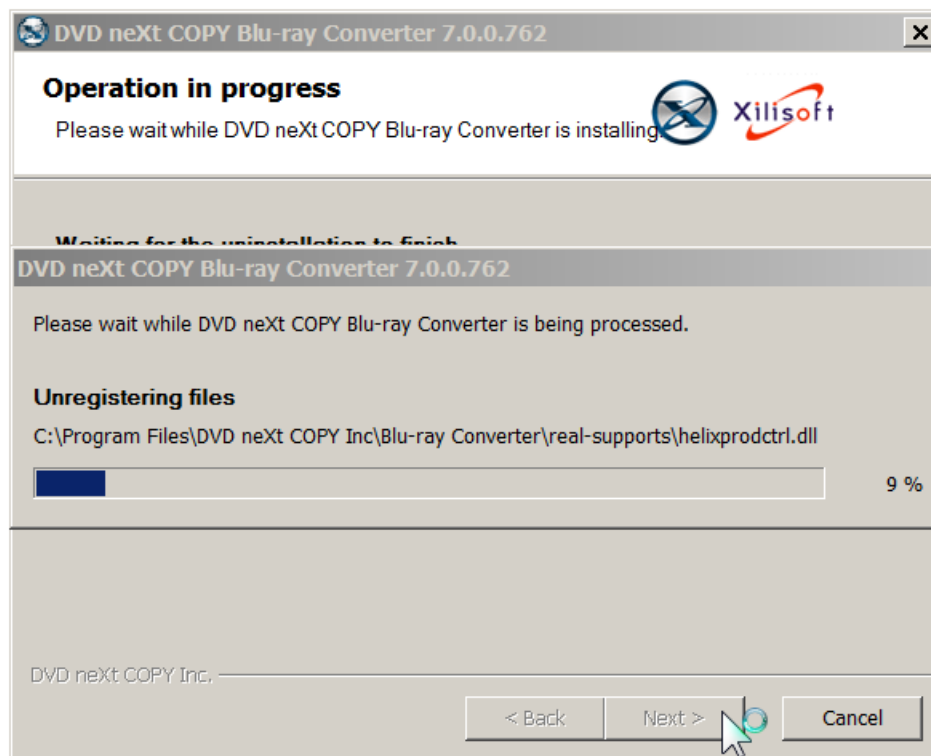 DVD neXt COPY Blu-ray Converter 7.0.0.762
Operation in progress
Please wait while DVD neXt COPY Blu-ray Converter is installing.
Xilisoft
Waiting for the uninstallation to finish
DVD neXt COPY Blu-ray Converter 7.0.0.762
Please wait while DVD neXt COPY Blu-ray Converter is being processed.
Unregistering files
C:\Program Files\DVD neXt COPY Inc\Blu-ray Converter\real-supports\helixprodctrl.dll
9 %
DVD neXt COPY Inc.
< Back
Next >
Cancel